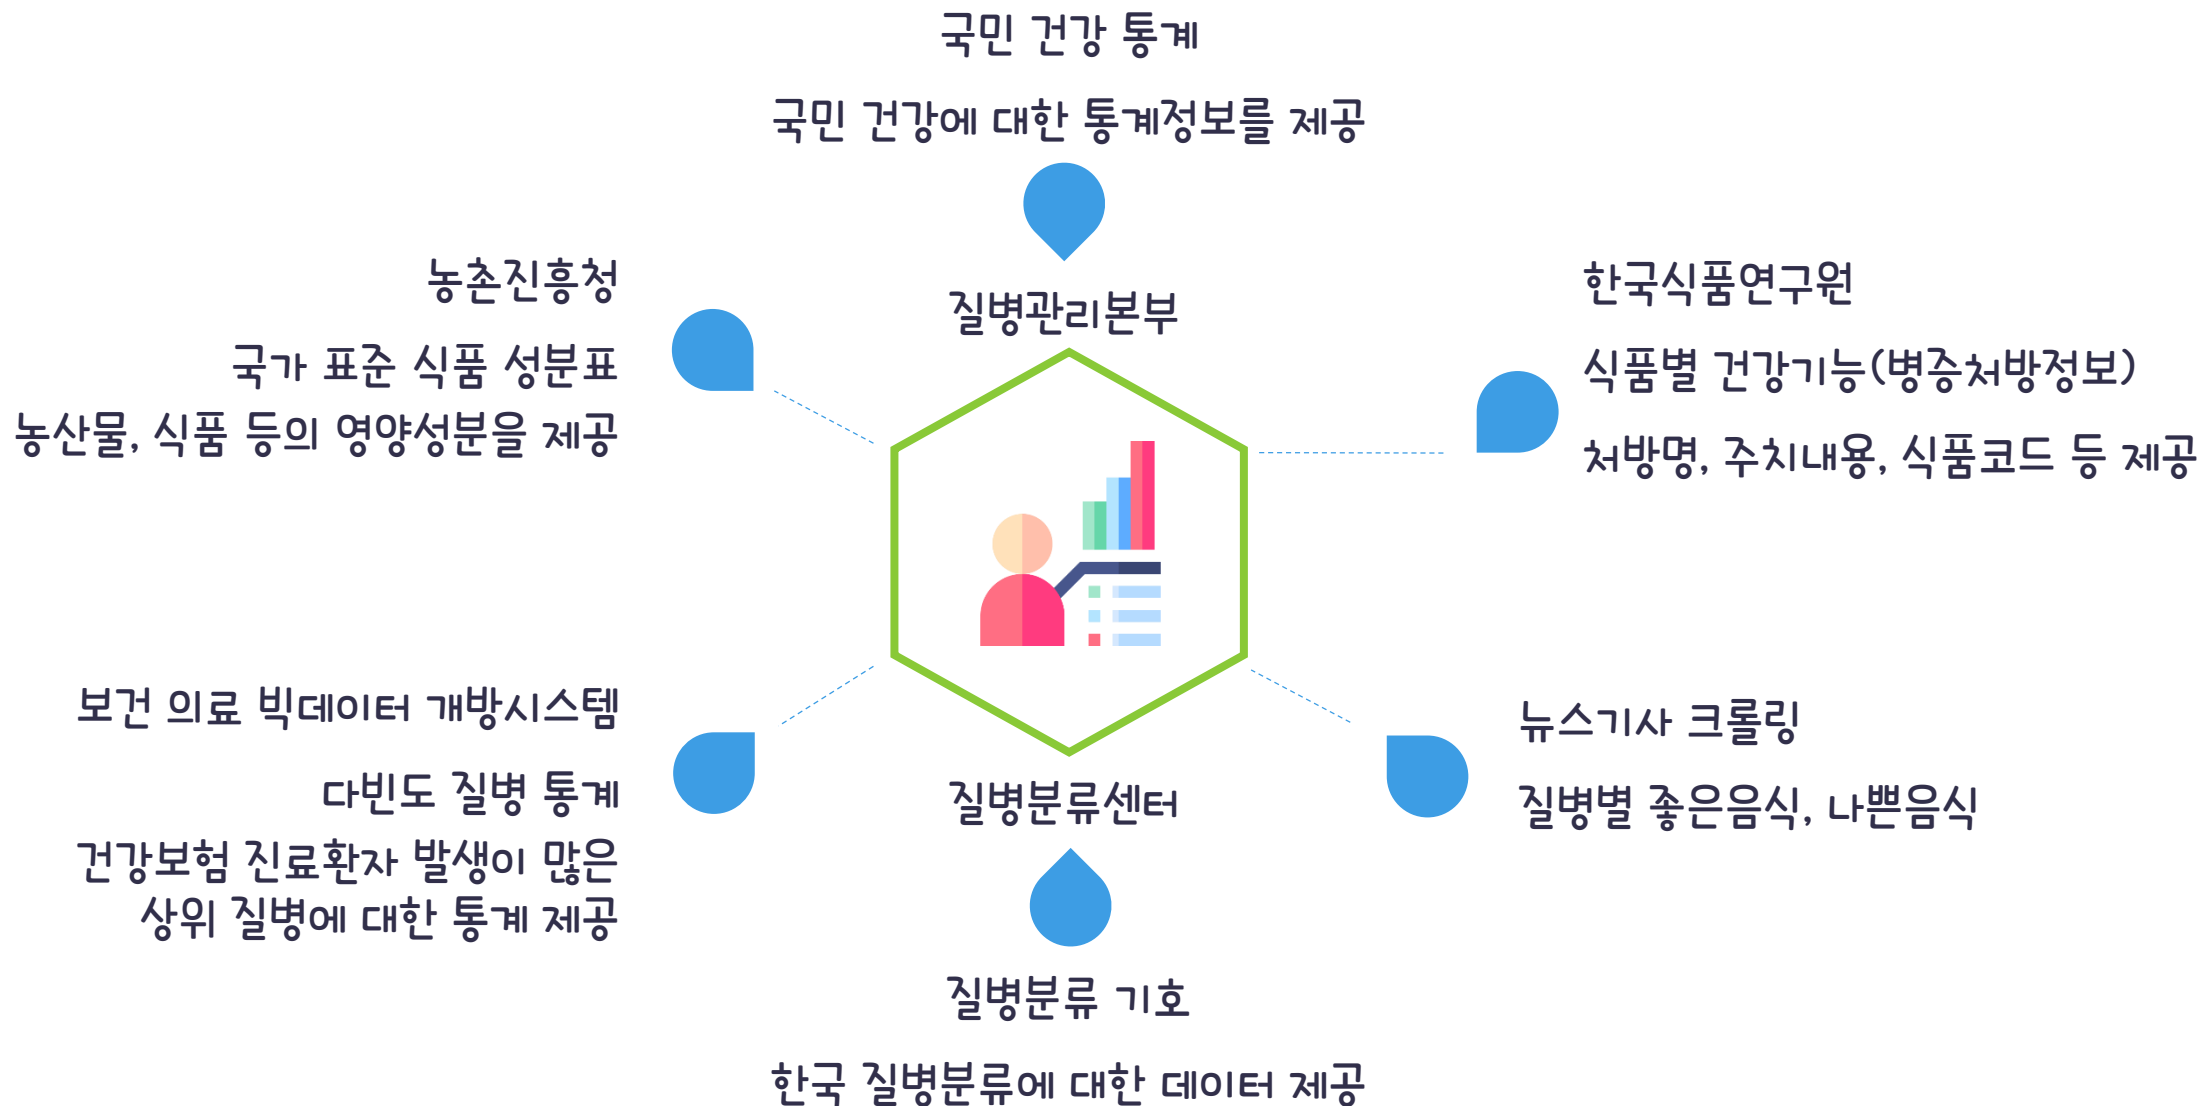 국민 건강 통계
국민 건강에 대한 통계정보를 제공
질병관리본부
농촌진흥청
국가 표준 식품 성분표
농산물, 식품 등의 영양성분을 제공
한국식품연구원
식품별 건강기능(병증처방정보)
처방명, 주치내용, 식품코드 등 제공
보건 의료 빅데이터 개방시스템
다빈도 질병 통계
건강보험 진료환자 발생이 많은
상위 질병에 대한 통계 제공
뉴스기사 크롤링
질병별 좋은음식, 나쁜음식
질병분류센터
질병분류 기호
한국 질병분류에 대한 데이터 제공